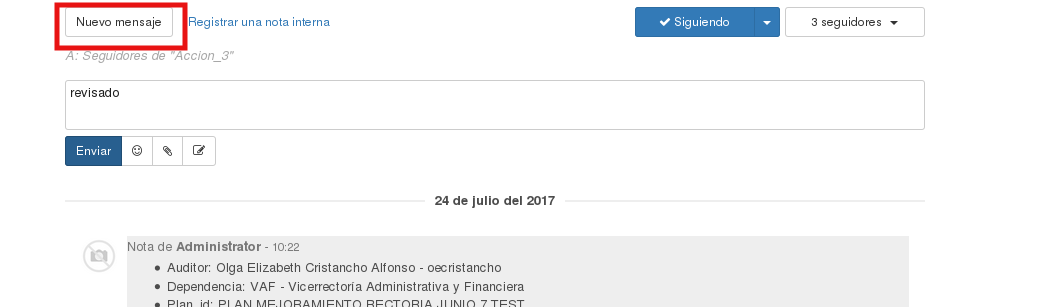 Nuevo mensaje Registrar una nota interna Siguiendo 3 seguidores
A: Seguidores de "Accion_3"
revisado
Enviar
24 de julio del 2017
Nota de Administrator - 10:22
Auditor: Olga Elizabeth Cristancho Alfonso - oecristancho
Dependencia: VAF - Vicerrectoría Administrativa y Financiera
Plan_id: PLAN MEJORAMIENTO RECTORIA JUNIO 7 TEST